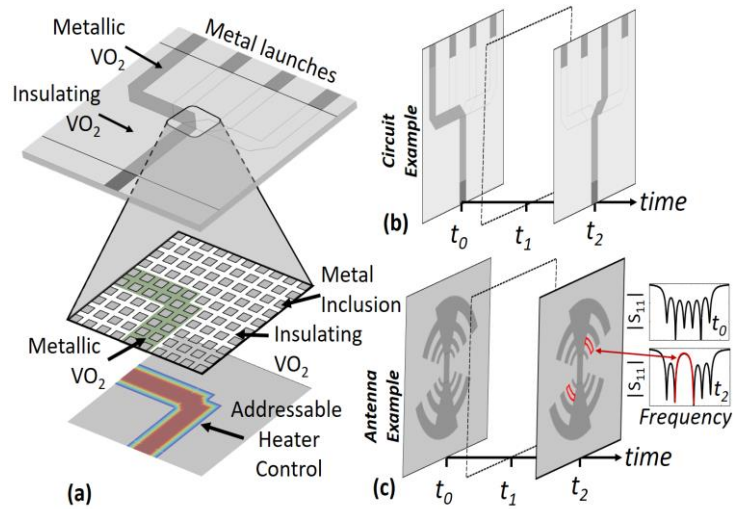 Metallic
VO2
Metal launches
Insulating
VO2
Metal
Inclusion
Insulating
VO2
Metallic
VO2
Addressable
Heater
Control
(a)
Circuit
Example
(b)
time
t0
t1
t2
Antenna
Example
(c)
time
t0
t1
t2
|S11|
t0
|S11|
t2
Frequency